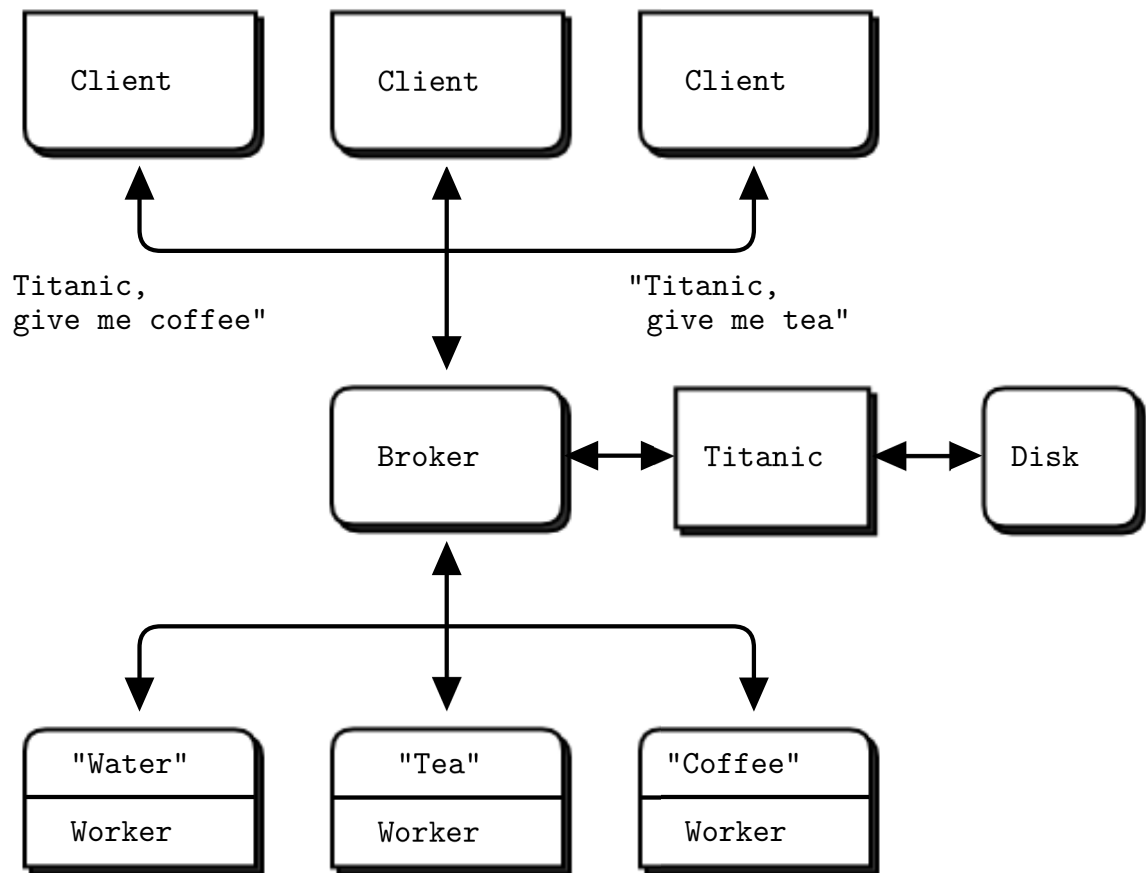 Client Client Client
Titanic, "Titanic,
give me coffee" give me tea"
Broker Titanic Disk
"Water" "Tea" "Coffee"
Worker Worker Worker